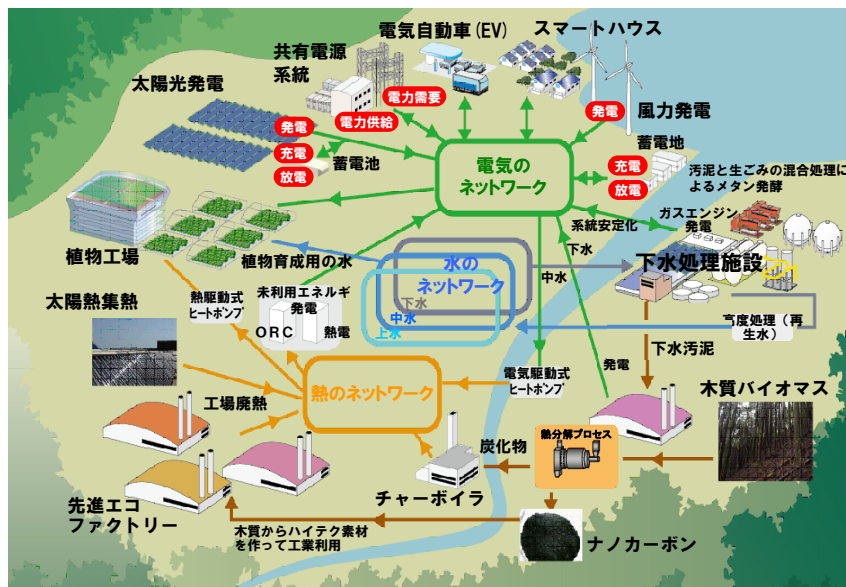 電気自動車(EV)
スマートハウス
共有電源
系統
太陽光発電
電力需要
発電
風力発電
電力供給
発電
充電
放電
蓄電池
蓄電地
充電
放電
電気の
ネットワーク
汚泥と生ごみの混合処理に
よるメタン発酵
ガスエンジン
発電
系統安定化
下水
植物工場
植物育成用の水
水の
ネットワーク
下水
中水
上水
中水
下水処理施設
熱駆動式
ヒートポンプ
未利用エネルギ
発電
ORC
熱電
太陽熱集熱
高度処理（再
生水）
下水汚泥
発電
電気駆動式
ヒートポンプ
熱のネットワーク
工場廃熱
木質バイオマス
熱分解プロセス
炭化物
チャーボイラ
先進エコ
ファクトリー
木質からハイテク素材
を作って工業利用
ナノカーボン